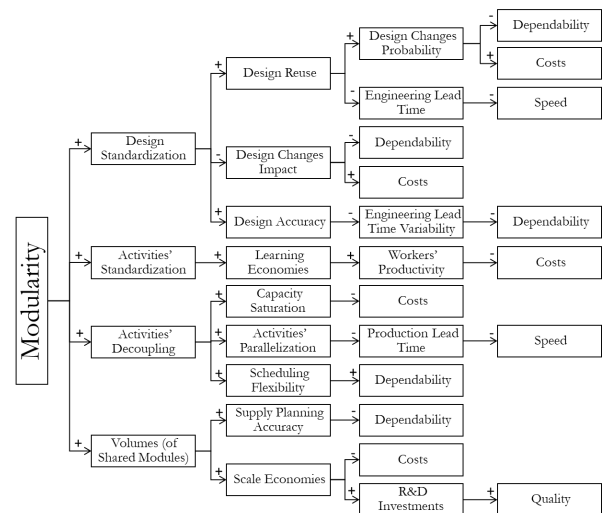 Modularity
+
Design
Standardization
+
Design Reuse
+
Design Changes
Probability
-
Dependability
+
Costs
-
Engineering Lead
Time
-
Speed
-
Design Changes
Impact
-
Dependability
+
Costs
+
Design Accuracy
-
Engineering Lead
Time Variability
-
Dependability
+
Activities'
Standardization
+
Learning
Economies
+
Workers'
Productivity
-
Costs
+
Activities'
Decoupling
+
Capacity
Saturation
-
Costs
+
Activities'
Parallelization
-
Production Lead
Time
-
Speed
+
Scheduling
Flexibility
+
Dependability
+
Volumes (of
Shared Modules)
+
Supply Planning
Accuracy
-
Dependability
+
Scale Economies
-
Costs
+
R&D
Investments
+
Quality